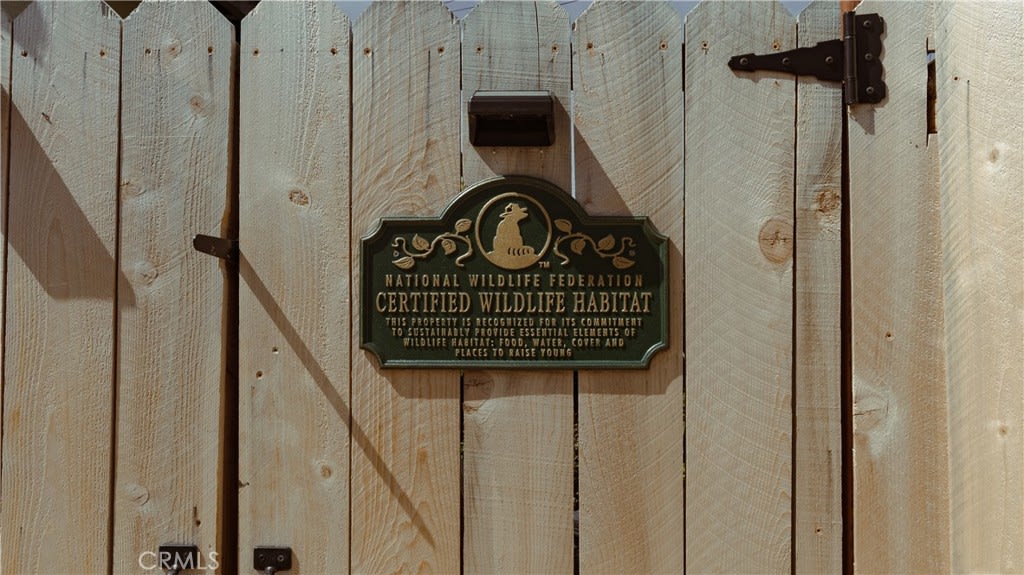 TM
NATIONAL WILDLIFE FEDERATION
CERTIFIED WILDLIFE HABITAT
THIS PROPERTY IS RECOGNIZED FOR ITS COMMITMENT
TO SUSTAINABLY PROVIDE ESSENTIAL ELEMENTS OF
WILDLIFE HABITAT: FOOD, WATER, COVER AND
PLACES TO RAISE YOUNG
CRMLS